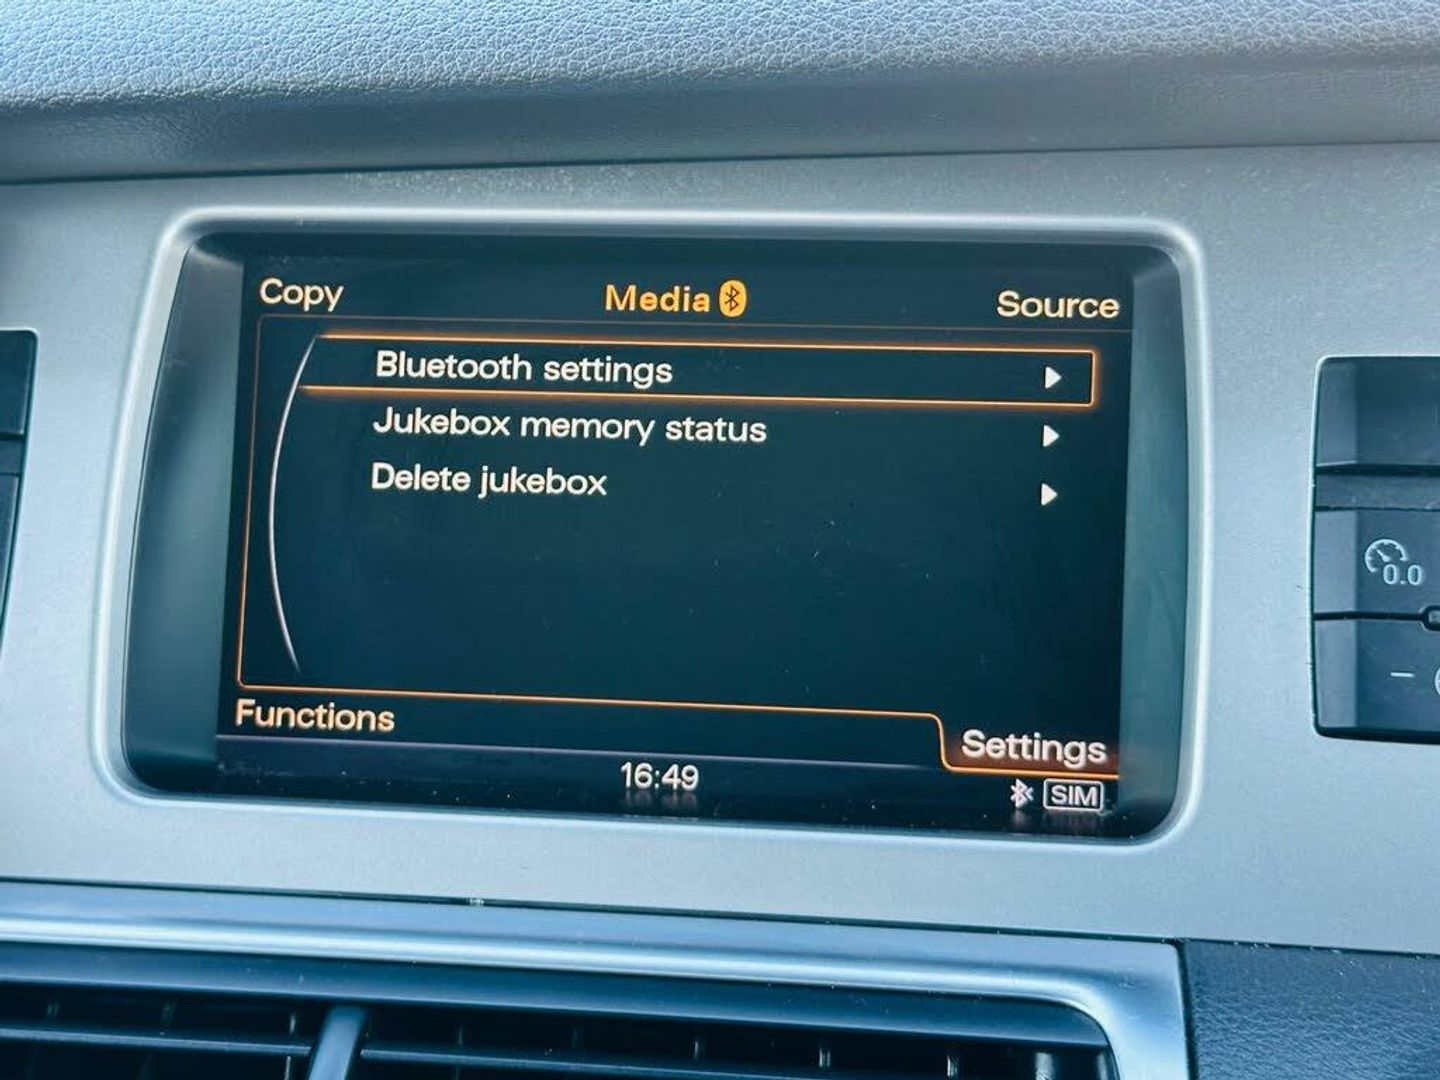 Copy Media Source
Bluetooth settings
Jukebox memory status
Delete jukebox
Functions
Settings
16:49
SIM
0.0